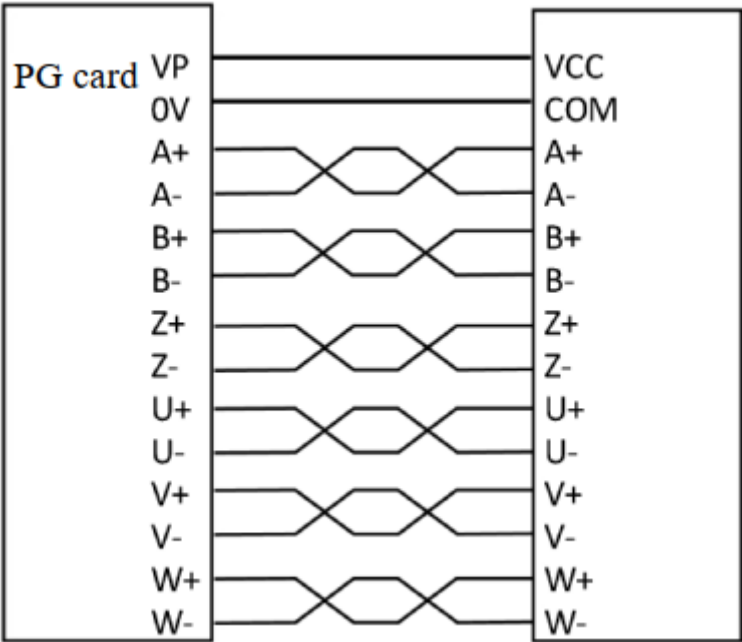 PG card VP VCC
0V COM
A+ A+
A- A-
B+ B+
B- B-
Z+ Z+
Z- Z-
U+ U+
U- U-
V+ V+
V- V-
W+ W+
W- W-